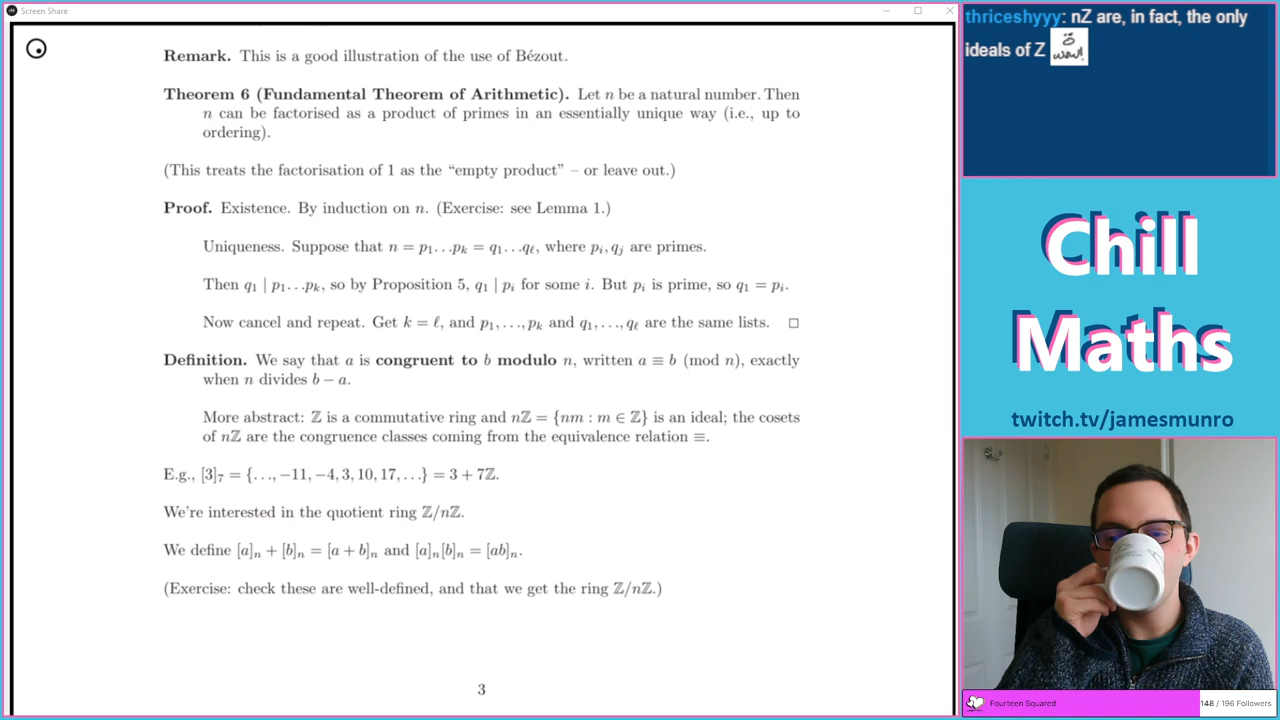 Screen Share
Remark. This is a good illustration of the use of Bézout.
Theorem 6 (Fundamental Theorem of Arithmetic). Let n be a natural number. Then
n can be factorised as a product of primes in an essentially unique way (i.e., up to
ordering).
(This treats the factorisation of 1 as the “empty product” – or leave out.)
Proof. Existence. By induction on n. (Exercise: see Lemma 1.)
Uniqueness. Suppose that n = p₁…pₖ = q₁…qℓ, where pᵢ, qⱼ are primes.
Then q₁ | p₁…pₖ, so by Proposition 5, q₁ | pᵢ for some i. But pᵢ is prime, so q₁ = pᵢ.
Now cancel and repeat. Get k = ℓ, and p₁,…,pₖ and q₁,…,qℓ are the same lists. □
Definition. We say that a is congruent to b modulo n, written a ≡ b (mod n), exactly
when n divides b − a.
More abstract: ℤ is a commutative ring and nℤ = {nm : m ∈ ℤ} is an ideal; the cosets
of nℤ are the congruence classes coming from the equivalence relation ≡.
E.g., [3]₇ = {…, −11, −4, 3, 10, 17, …} = 3 + 7ℤ.
We’re interested in the quotient ring ℤ/nℤ.
We define [a]ₙ + [b]ₙ = [a + b]ₙ and [a]ₙ[b]ₙ = [ab]ₙ.
(Exercise: check these are well-defined, and that we get the ring ℤ/nℤ.)
3
thriceshyyy: nZ are, in fact, the only
ideals of Z wow!
Chill
Maths
twitch.tv/jamesmunro
Fourteen Squared 148 / 196 Followers